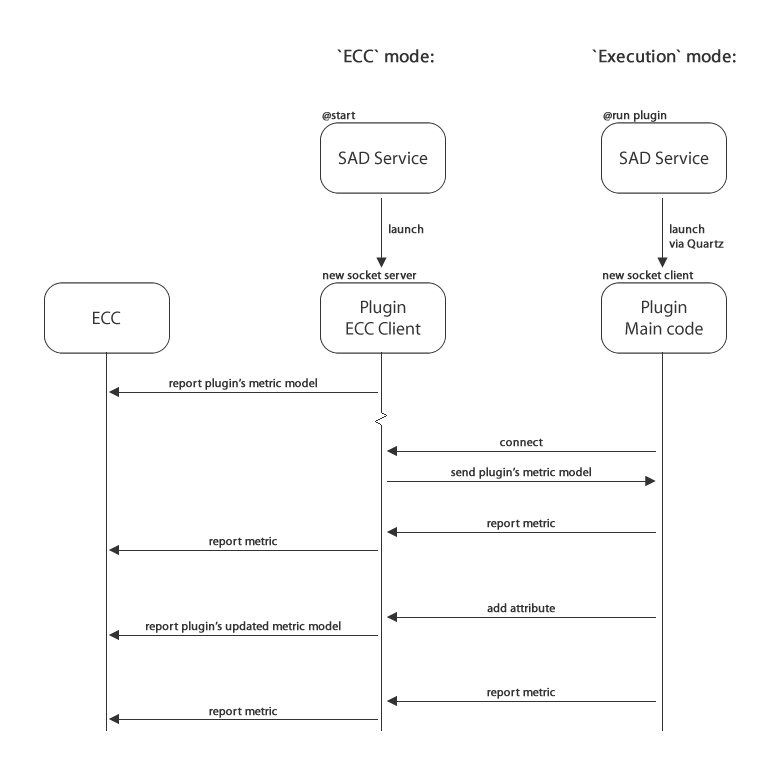 `ECC` mode:
`Execution` mode:
@start
@run plugin
SAD Service
SAD Service
launch
launch
via Quartz
new socket server
new socket client
ECC
Plugin
ECC Client
Plugin
Main code
report plugin's metric model
connect
send plugin's metric model
report metric
report metric
add attribute
report plugin's updated metric model
report metric
report metric